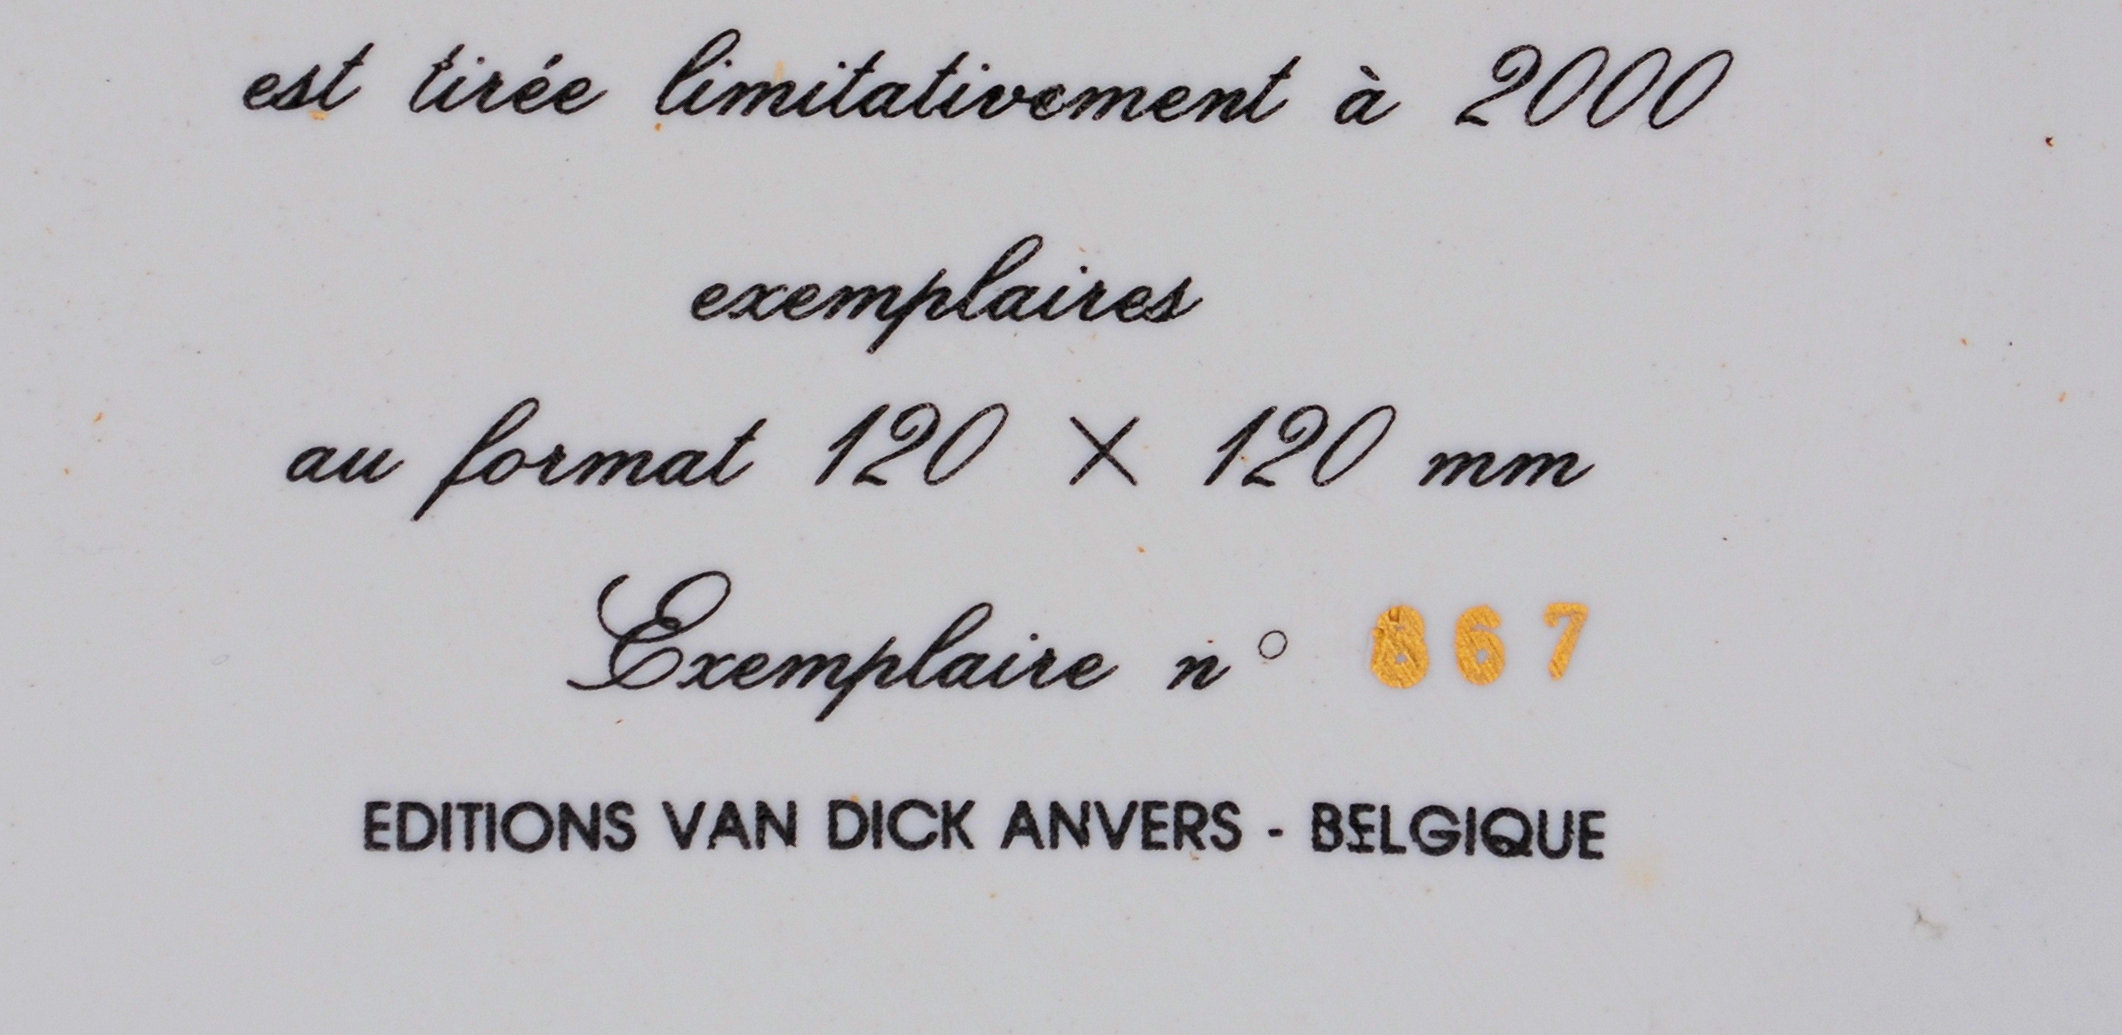 est tirée limitativement à 2000
exemplaires
au format 120 × 120 mm
Exemplaire n° 867
EDITIONS VAN DICK ANVERS - BELGIQUE